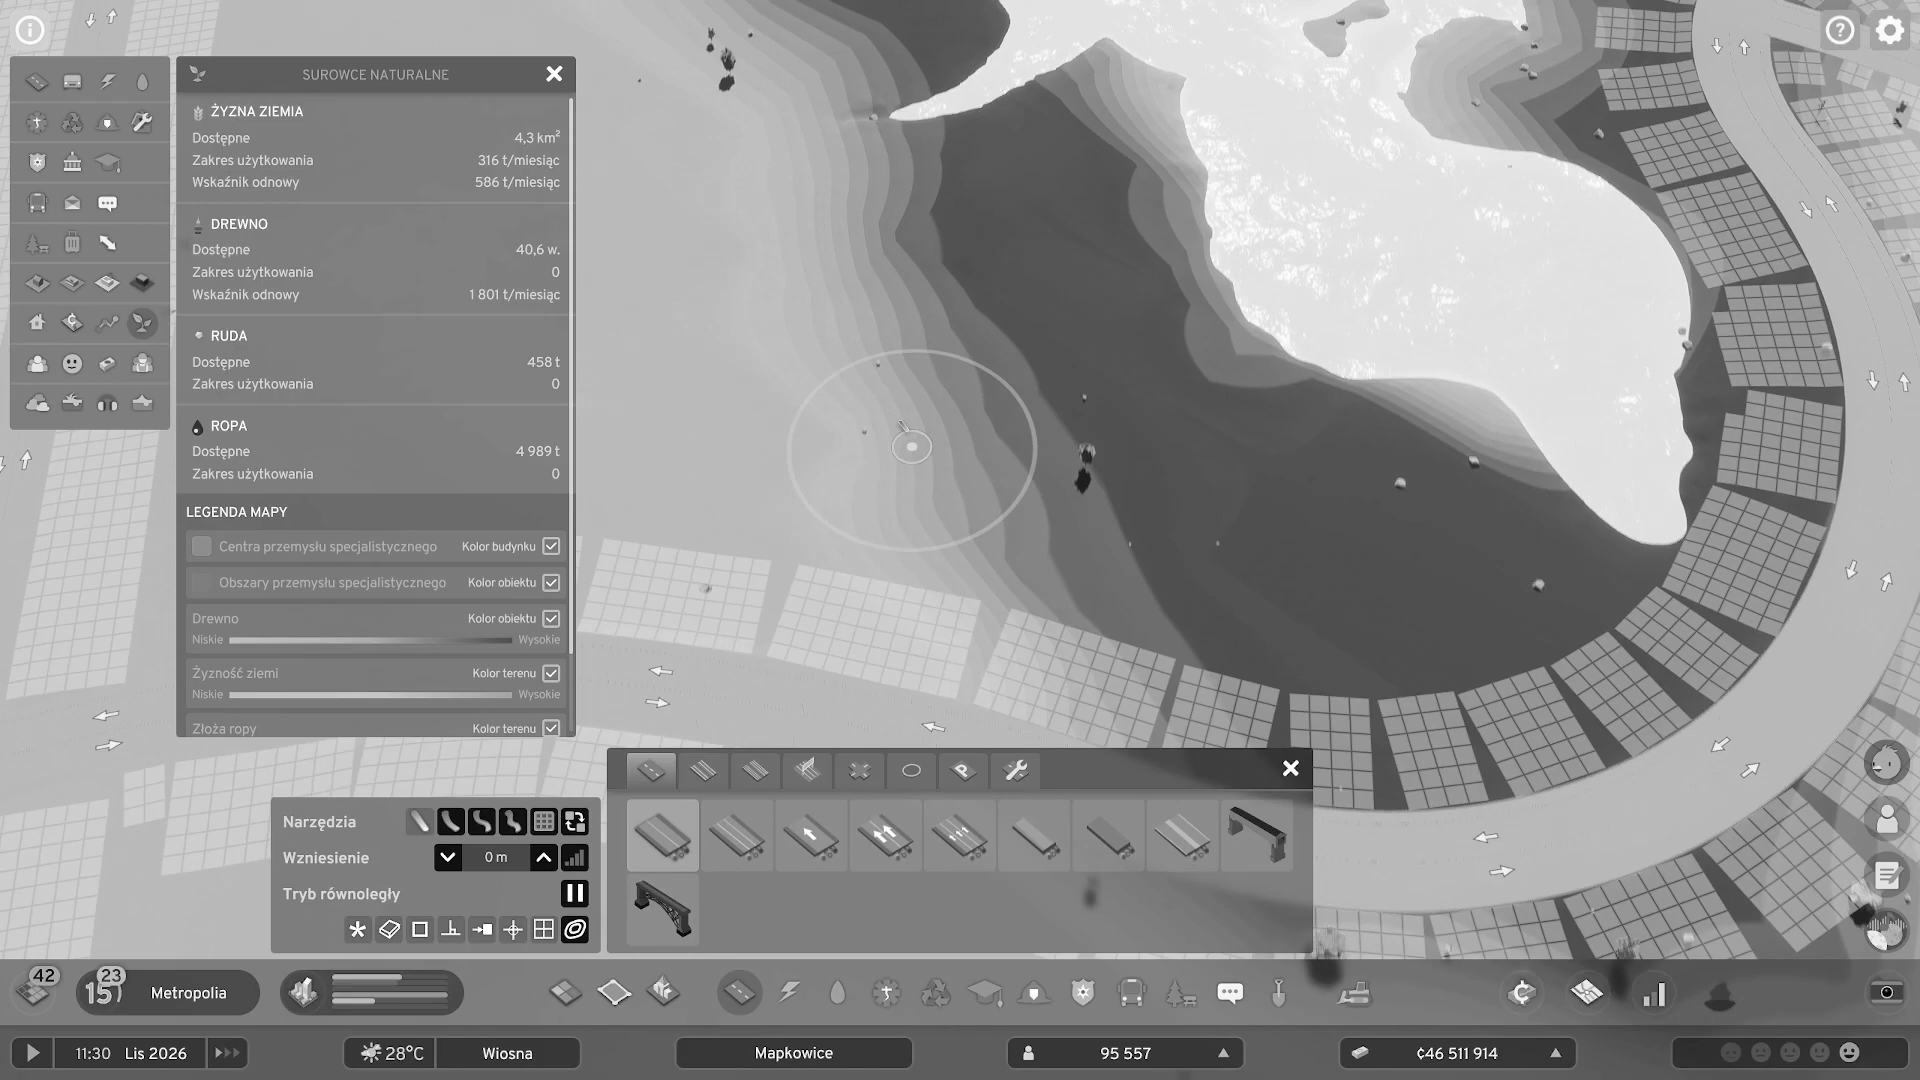 SUROWCE NATURALNE
ŻYZNA ZIEMIA
Dostępne 4,3 km²
Zakres użytkowania 316 t/miesiąc
Wskaźnik odnowy 586 t/miesiąc
DREWNO
Dostępne 40,6 w.
Zakres użytkowania 0
Wskaźnik odnowy 1 801 t/miesiąc
RUDA
Dostępne 458 t
Zakres użytkowania 0
ROPA
Dostępne 4 989 t
Zakres użytkowania 0
LEGENDA MAPY
Centra przemysłu specjalistycznego Kolor budynku
Obszary przemysłu specjalistycznego Kolor obiektu
Drewno Kolor obiektu
Niskie Wysokie
Żyzność ziemi Kolor terenu
Niskie Wysokie
Złoża ropy Kolor terenu
Narzędzia
Wzniesienie 0 m
Tryb równoległy
42
23
15
Metropolia
11:30 Lis 2026
28°C
Wiosna
Mapkowice
95 557
¢46 511 914